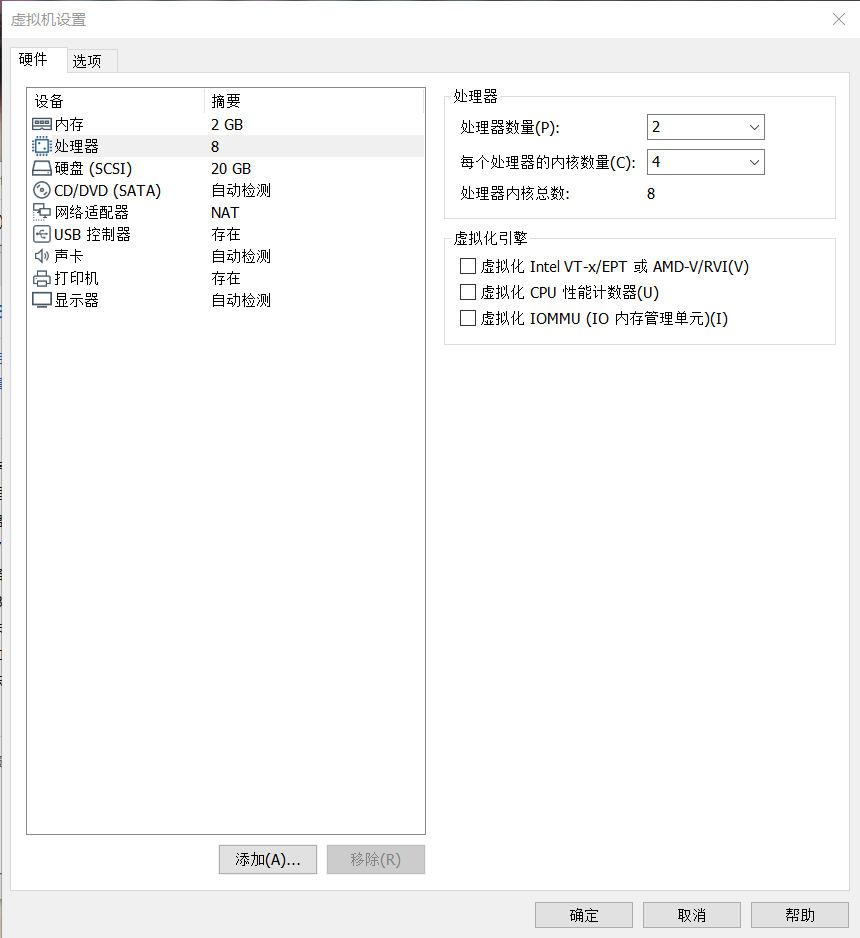 虚拟机设置
硬件
选项
设备 摘要
内存 2 GB
处理器 8
硬盘 (SCSI) 20 GB
CD/DVD (SATA) 自动检测
网络适配器 NAT
USB 控制器 存在
声卡 自动检测
打印机 存在
显示器 自动检测
添加(A)...
移除(R)
处理器
处理器数量(P): 2
每个处理器的内核数量(C): 4
处理器内核总数: 8
虚拟化引擎
虚拟化 Intel VT-x/EPT 或 AMD-V/RVI(V)
虚拟化 CPU 性能计数器(U)
虚拟化 IOMMU (IO 内存管理单元)(I)
确定
取消
帮助